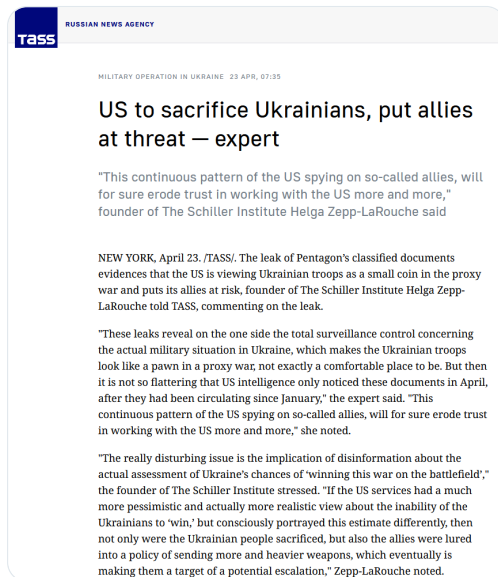 TASS
RUSSIAN NEWS AGENCY
MILITARY OPERATION IN UKRAINE 23 APR, 07:35
US to sacrifice Ukrainians, put allies
at threat — expert
"This continuous pattern of the US spying on so-called allies, will
for sure erode trust in working with the US more and more,"
founder of The Schiller Institute Helga Zepp-LaRouche said
NEW YORK, April 23. /TASS/. The leak of Pentagon's classified documents
evidences that the US is viewing Ukrainian troops as a small coin in the proxy
war and puts its allies at risk, founder of The Schiller Institute Helga Zepp-
LaRouche told TASS, commenting on the leak.
"These leaks reveal on the one side the total surveillance control concerning
the actual military situation in Ukraine, which makes the Ukrainian troops
look like a pawn in a proxy war, not exactly a comfortable place to be. But then
it is not so flattering that US intelligence only noticed these documents in April,
after they had been circulating since January," the expert said. "This
continuous pattern of the US spying on so-called allies, will for sure erode trust
in working with the US more and more," she noted.
"The really disturbing issue is the implication of disinformation about the
actual assessment of Ukraine's chances of 'winning this war on the battlefield',"
the founder of The Schiller Institute stressed. "If the US services had a much
more pessimistic and actually more realistic view about the inability of the
Ukrainians to 'win,' but consciously portrayed this estimate differently, then
not only were the Ukrainian people sacrificed, but also the allies were lured
into a policy of sending more and heavier weapons, which eventually is
making them a target of a potential escalation," Zepp-LaRouche noted.